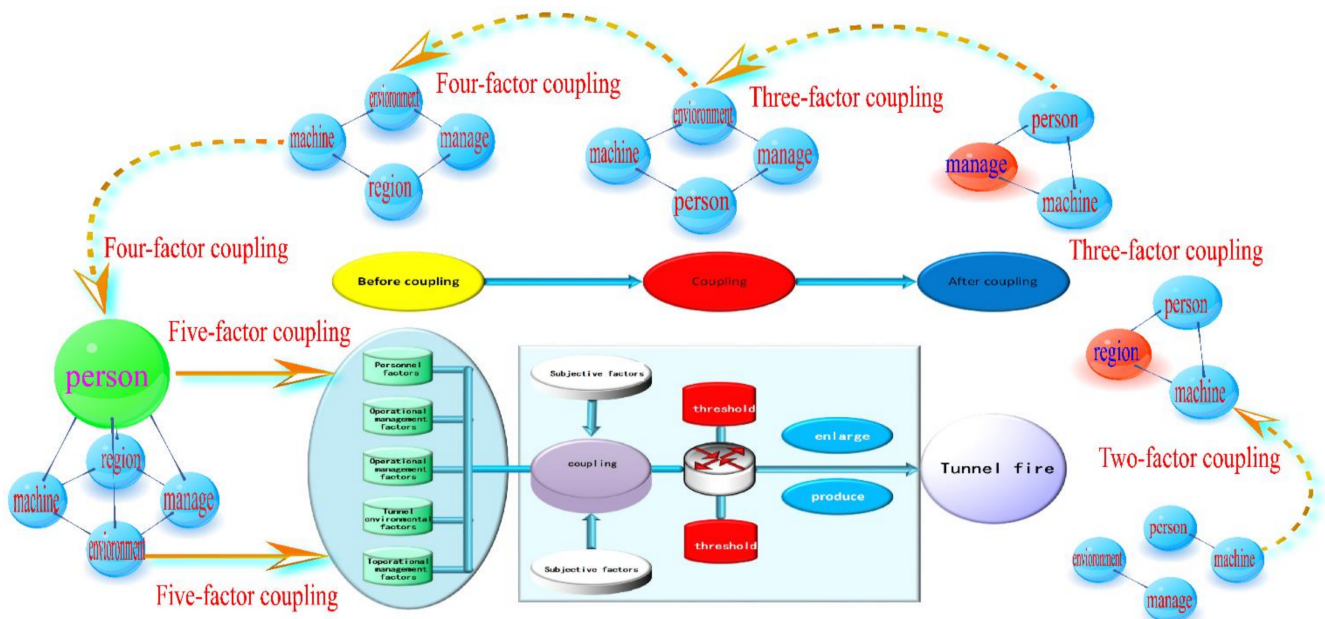 Four-factor coupling
Three-factor coupling
envioronment
machine
manage
region
envioronment
machine
manage
person
person
manage
machine
Four-factor coupling
Three-factor coupling
Before coupling
Coupling
After coupling
Five-factor coupling
person
region
machine
manage
envioronment
Five-factor coupling
Personnel
factors
Operational
management
factors
Operational
management
factors
Tunnel
environmental
factors
Ioperational
management
factors
Subjective factors
coupling
Subjective factors
threshold
threshold
enlarge
produce
Tunnel fire
person
region
machine
Two-factor coupling
person
envioronment
machine
manage